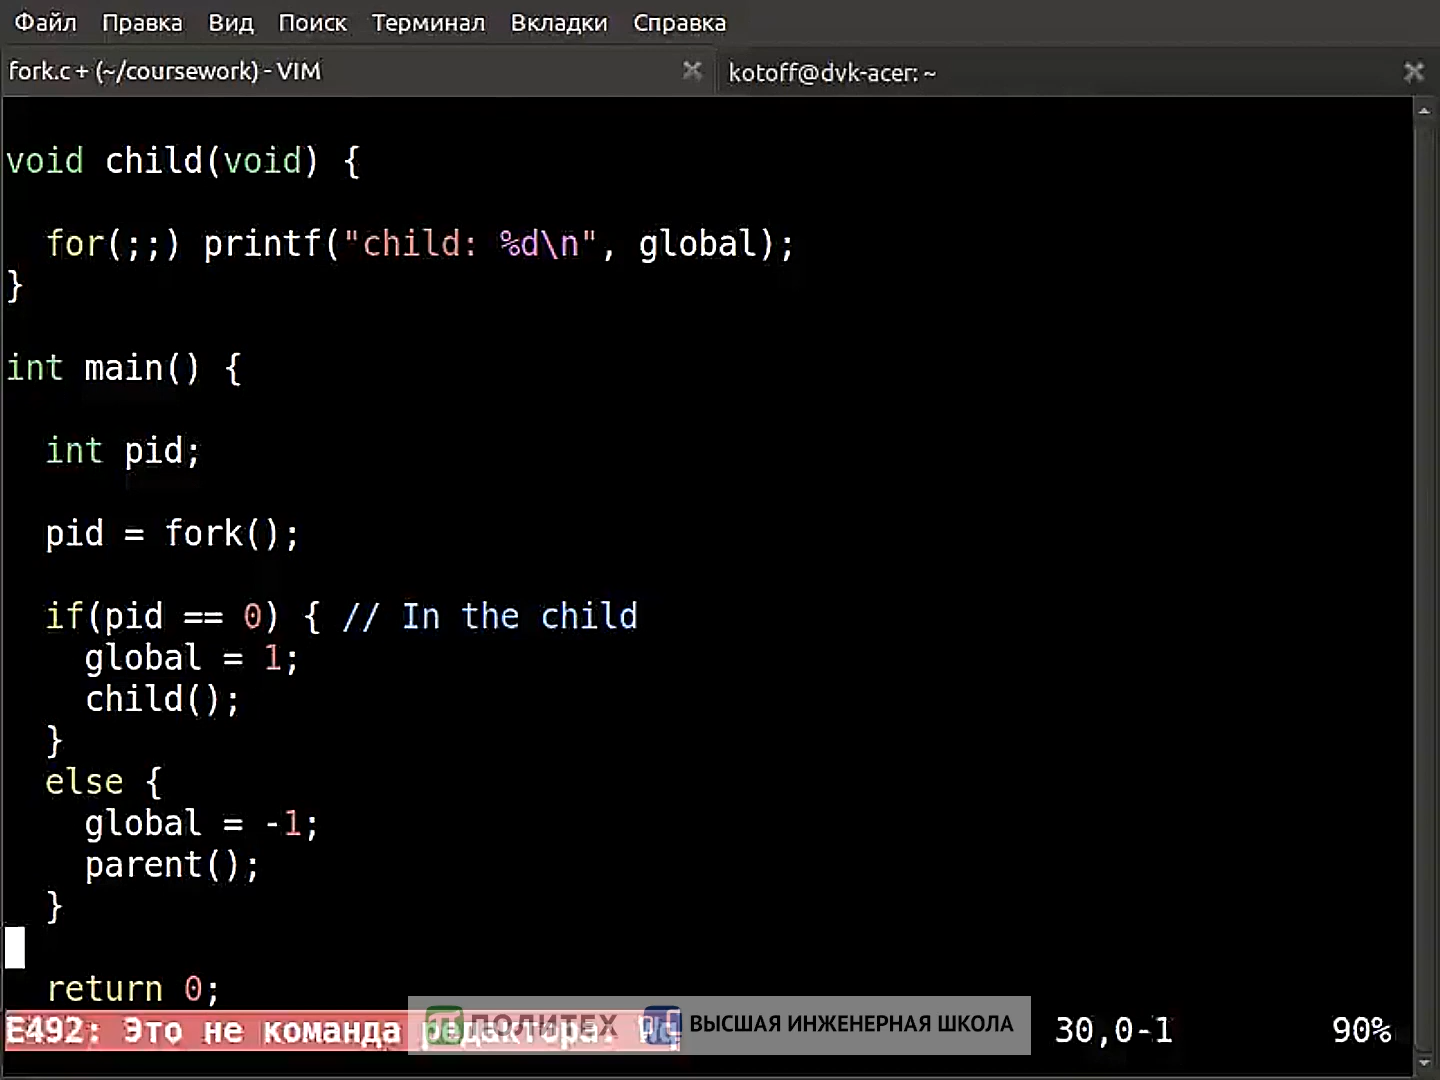 Файл Правка Вид Поиск Терминал Вкладки Справка
fork.c + (~/coursework) - VIM
kotoff@dvk-acer: ~
void child(void) {
for(;;) printf("child: %d\n", global);
}
int main() {
int pid;
pid = fork();
if(pid == 0) { // In the child
global = 1;
child();
}
else {
global = -1;
parent();
}
return 0;
E492: Это не команда редактора: Wq
30,0-1
90%
ПОЛИТЕХ
ВЫСШАЯ ИНЖЕНЕРНАЯ ШКОЛА